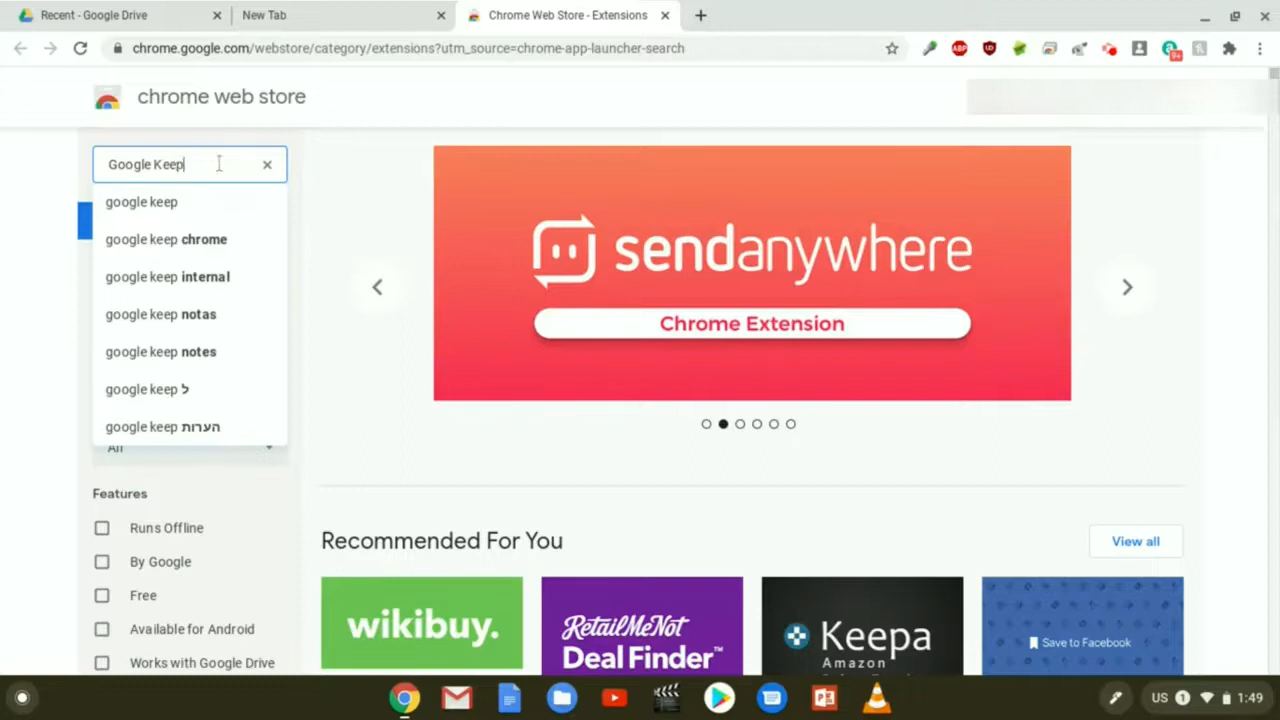 Recent - Google Drive
New Tab
Chrome Web Store - Extensions
chrome.google.com/webstore/category/extensions?utm_source=chrome-app-launcher-search
ABP
9+
chrome web store
Google Keep
google keep
google keep chrome
google keep internal
google keep notas
google keep notes
google keep ל
google keep הערות
All
Features
Runs Offline
By Google
Free
Available for Android
Works with Google Drive
sendanywhere
Chrome Extension
Recommended For You
View all
wikibuy.
RetailMeNot
Deal Finder™
Keepa
Amazon
Save to Facebook
US 1 1:49